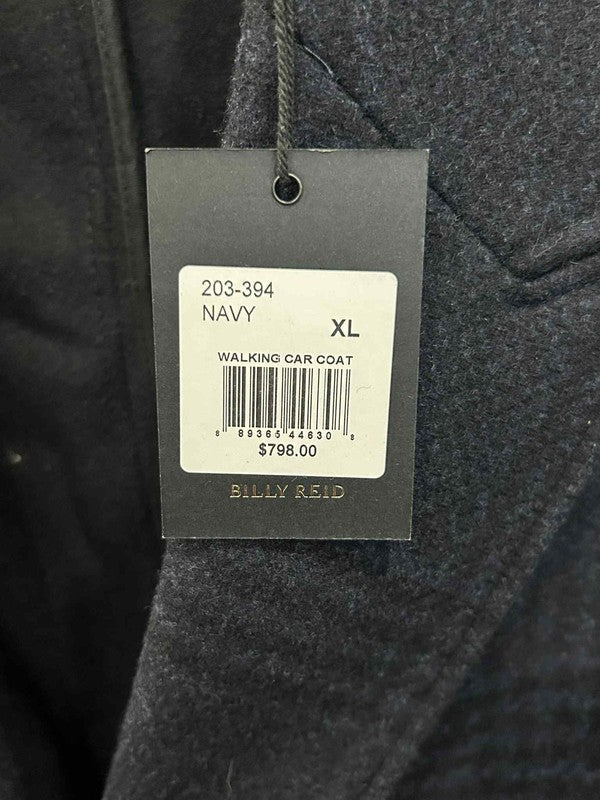 203-394
NAVY
XL
WALKING CAR COAT
8 89365 44630 8
$798.00
BILLY REID